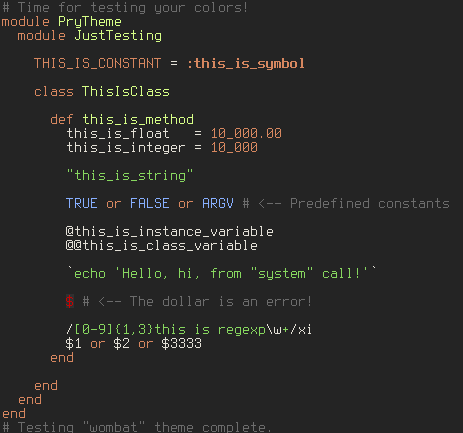 # Time for testing your colors!
module PryTheme
  module JustTesting

    THIS_IS_CONSTANT = :this_is_symbol

    class ThisIsClass

      def this_is_method
        this_is_float   = 10_000.00
        this_is_integer = 10_000

        "this_is_string"

        TRUE or FALSE or ARGV # <-- Predefined constants

        @this_is_instance_variable
        @@this_is_class_variable

        `echo 'Hello, hi, from "system" call!'`

        $ # <-- The dollar is an error!

        /[0-9]{1,3}this is regexp\w+/xi
        $1 or $2 or $3333
      end

    end
  end
end
# Testing "wombat" theme complete.